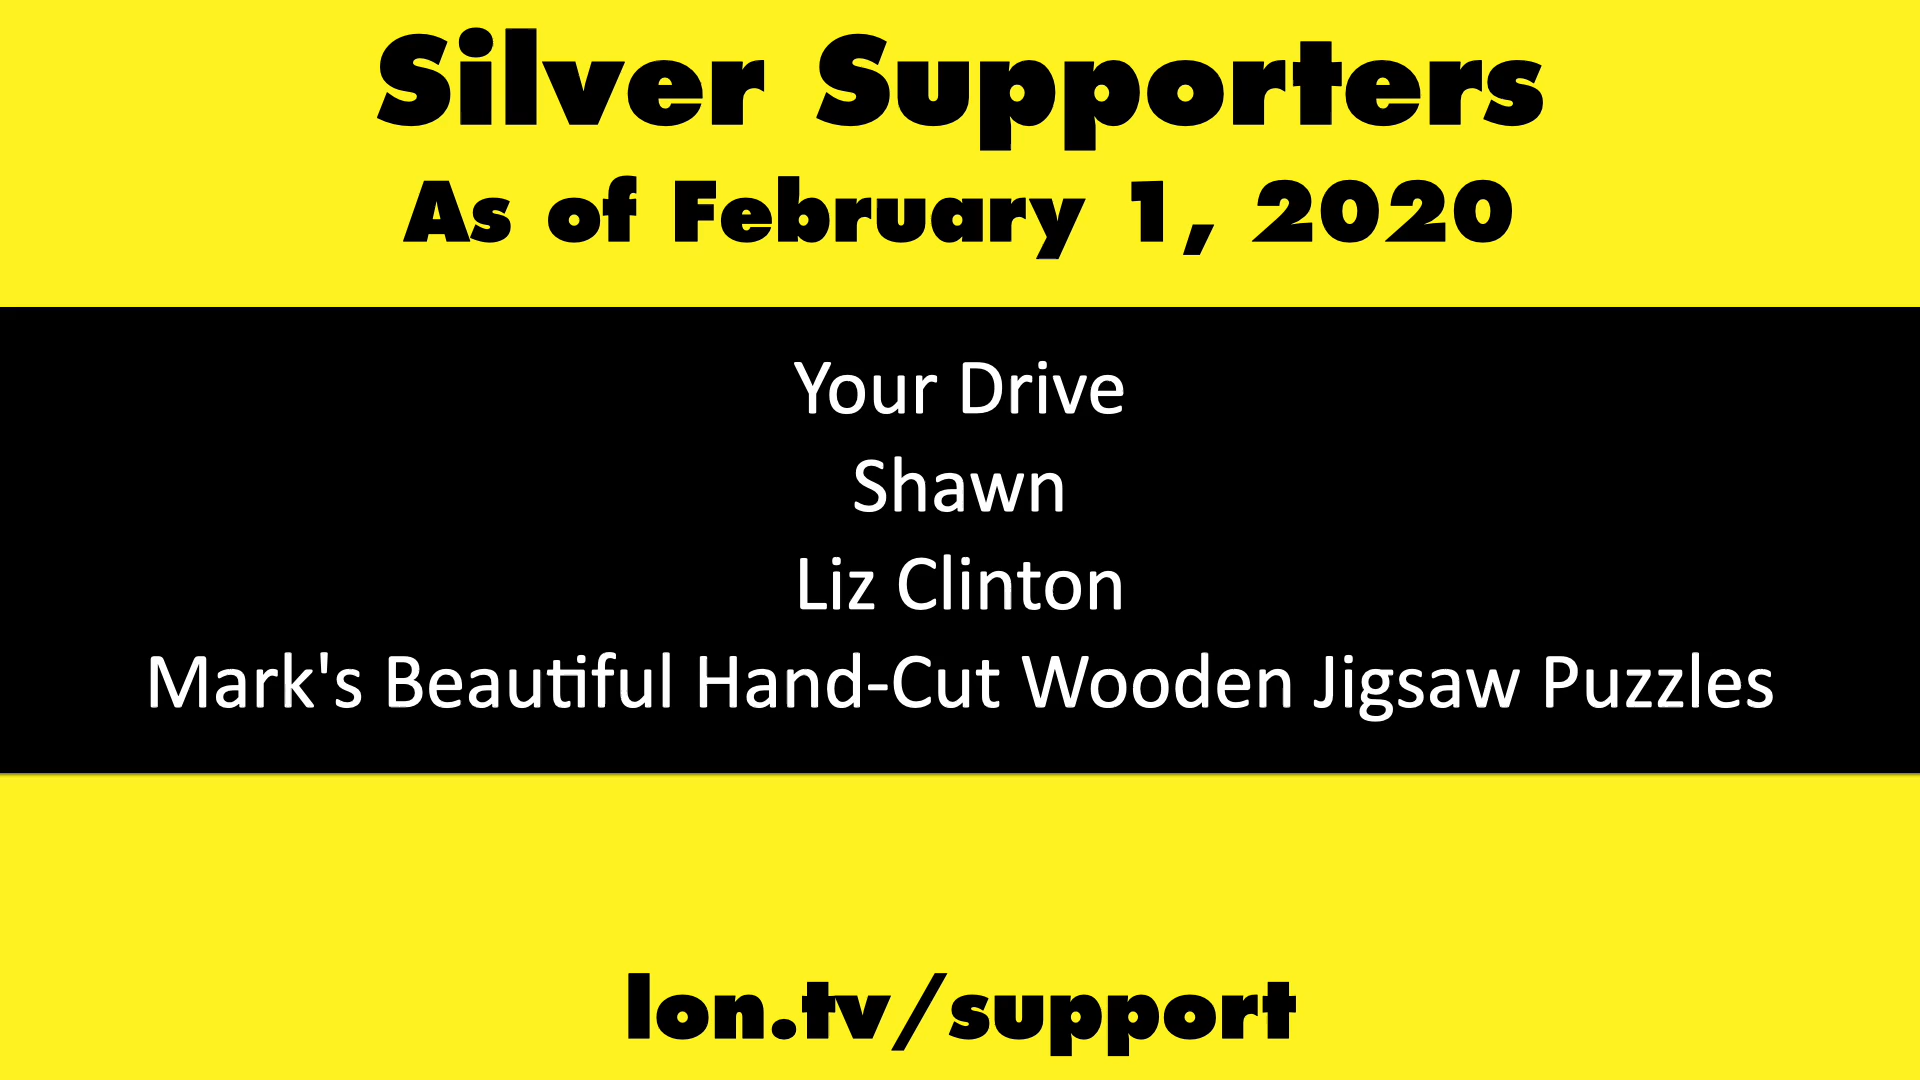 Silver Supporters
As of February 1, 2020
Your Drive
Shawn
Liz Clinton
Mark's Beautiful Hand-Cut Wooden Jigsaw Puzzles
lon.tv/support